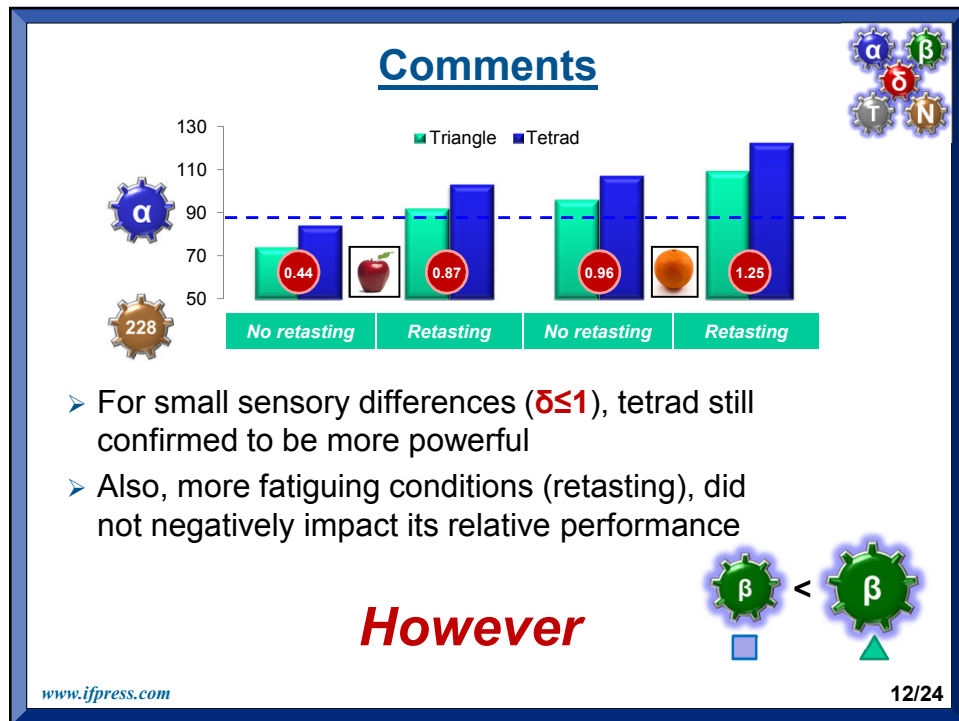 Comments
α β
δ
T N
Triangle Tetrad
130
110
90
70
50
α
228
0.44 0.87 0.96 1.25
No retasting Retasting No retasting Retasting
➢ For small sensory differences (δ≤1), tetrad still
confirmed to be more powerful
➢ Also, more fatiguing conditions (retasting), did
not negatively impact its relative performance
β < β
However
www.ifpress.com 12/24